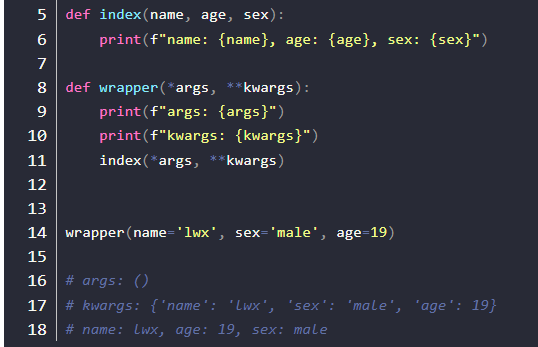 5 def index(name, age, sex):
6     print(f"name: {name}, age: {age}, sex: {sex}")
7
8 def wrapper(*args, **kwargs):
9     print(f"args: {args}")
10     print(f"kwargs: {kwargs}")
11     index(*args, **kwargs)
12
13
14 wrapper(name='lwx', sex='male', age=19)
15
16 # args: ()
17 # kwargs: {'name': 'lwx', 'sex': 'male', 'age': 19}
18 # name: lwx, age: 19, sex: male